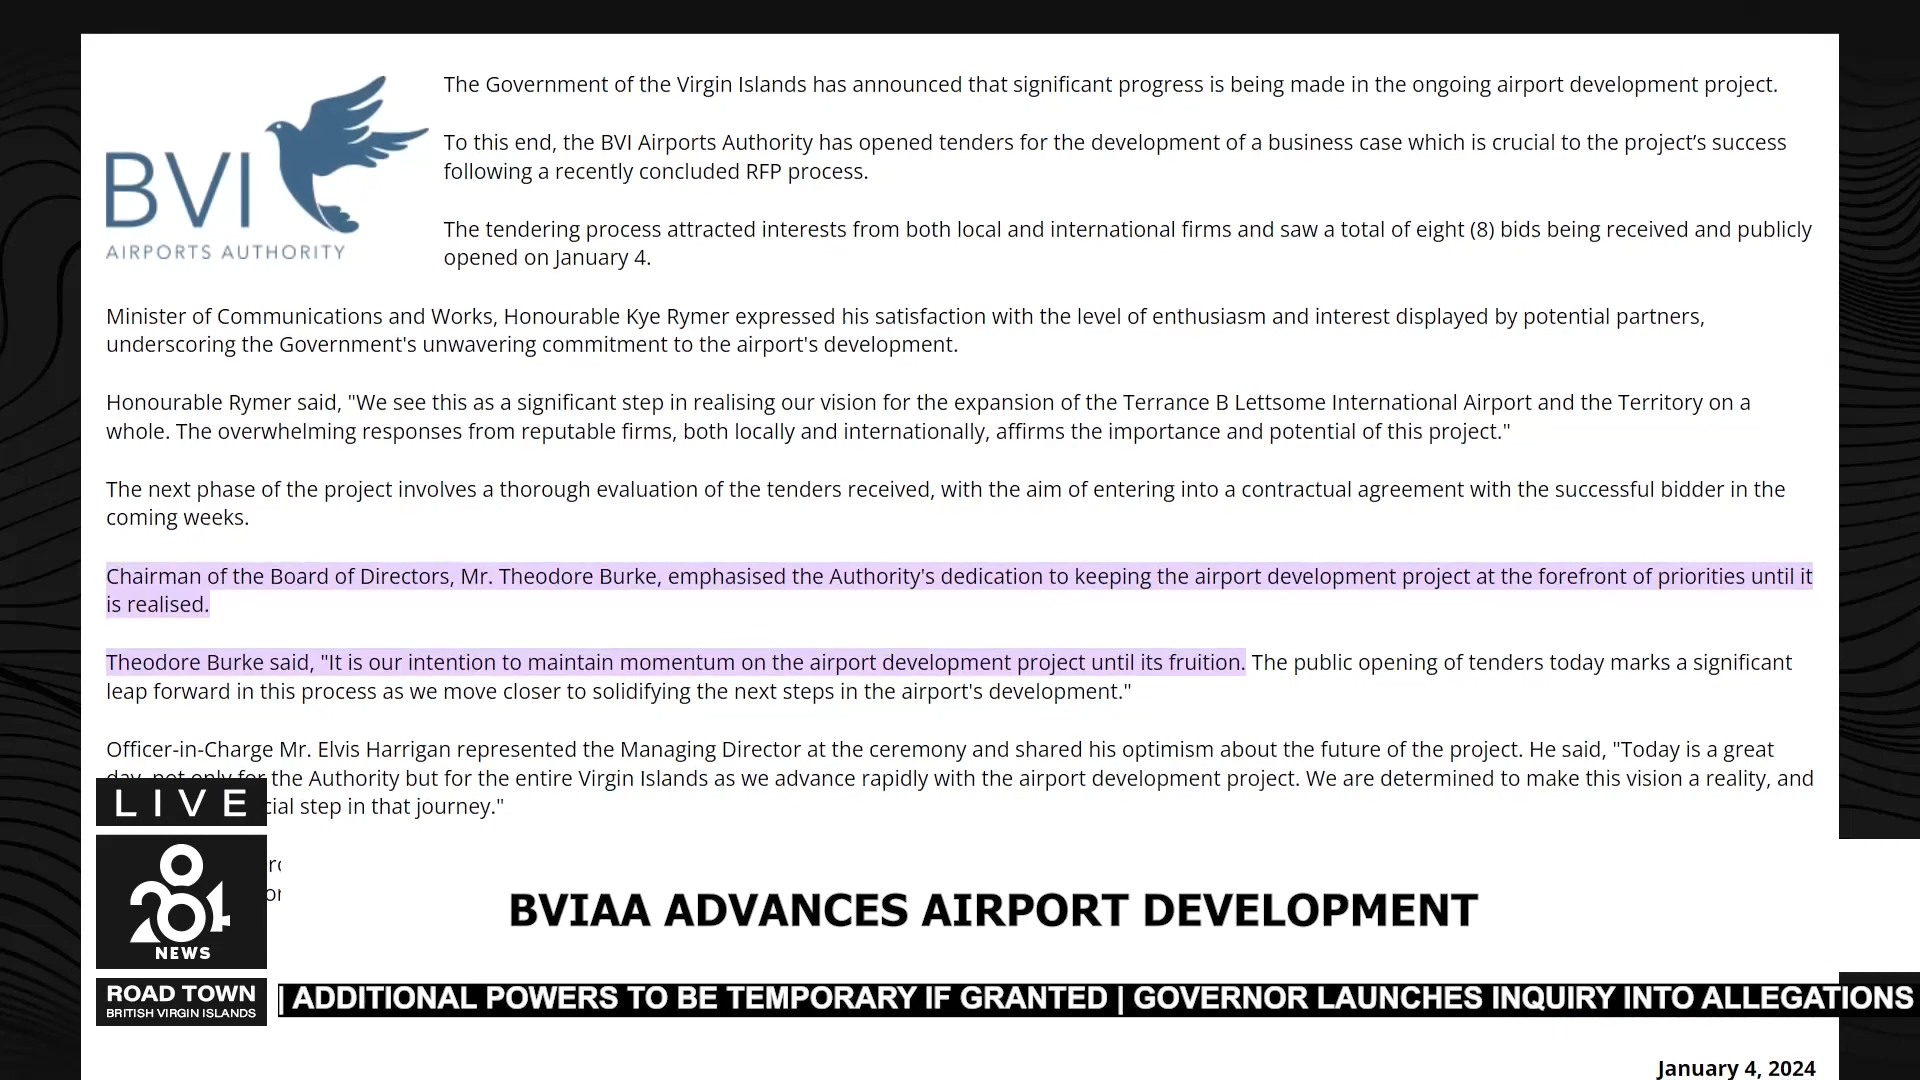 The Government of the Virgin Islands has announced that significant progress is being made in the ongoing airport development project.
To this end, the BVI Airports Authority has opened tenders for the development of a business case which is crucial to the project’s success
following a recently concluded RFP process.
BVI
AIRPORTS AUTHORITY
The tendering process attracted interests from both local and international firms and saw a total of eight (8) bids being received and publicly
opened on January 4.
Minister of Communications and Works, Honourable Kye Rymer expressed his satisfaction with the level of enthusiasm and interest displayed by potential partners,
underscoring the Government's unwavering commitment to the airport's development.
Honourable Rymer said, "We see this as a significant step in realising our vision for the expansion of the Terrance B Lettsome International Airport and the Territory on a
whole. The overwhelming responses from reputable firms, both locally and internationally, affirms the importance and potential of this project."
The next phase of the project involves a thorough evaluation of the tenders received, with the aim of entering into a contractual agreement with the successful bidder in the
coming weeks.
Chairman of the Board of Directors, Mr. Theodore Burke, emphasised the Authority's dedication to keeping the airport development project at the forefront of priorities until it
is realised.
Theodore Burke said, "It is our intention to maintain momentum on the airport development project until its fruition. The public opening of tenders today marks a significant
leap forward in this process as we move closer to solidifying the next steps in the airport's development."
Officer-in-Charge Mr. Elvis Harrigan represented the Managing Director at the ceremony and shared his optimism about the future of the project. He said, "Today is a great
day, not only for the Authority but for the entire Virgin Islands as we advance rapidly with the airport development project. We are determined to make this vision a reality, and
step in that journey."
LIVE
284
NEWS
BVIAA ADVANCES AIRPORT DEVELOPMENT
ROAD TOWN
BRITISH VIRGIN ISLANDS
| ADDITIONAL POWERS TO BE TEMPORARY IF GRANTED | GOVERNOR LAUNCHES INQUIRY INTO ALLEGATIONS
January 4, 2024